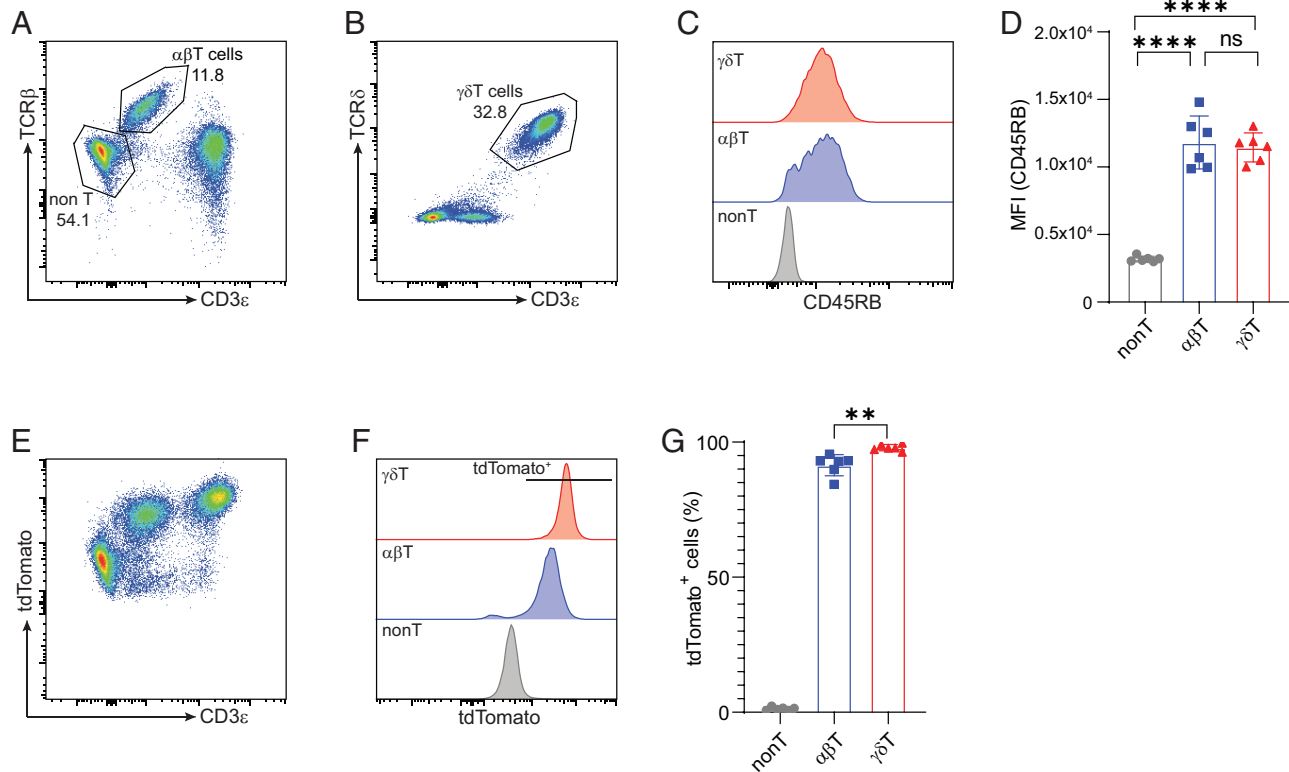 A
TCRβ
αβT cells
11.8
non T
54.1
CD3ε
B
TCRδ
γδT cells
32.8
CD3ε
C
γδT
αβT
nonT
CD45RB
D
****
**** ns
MFI (CD45RB)
2.0x10⁴
1.5x10⁴
1.0x10⁴
0.5x10⁴
0
nonT
αβT
γδT
E
tdTomato
CD3ε
F
γδT
tdTomato⁺
αβT
nonT
tdTomato
G
**
tdTomato⁺ cells (%)
100
50
0
nonT
αβT
γδT